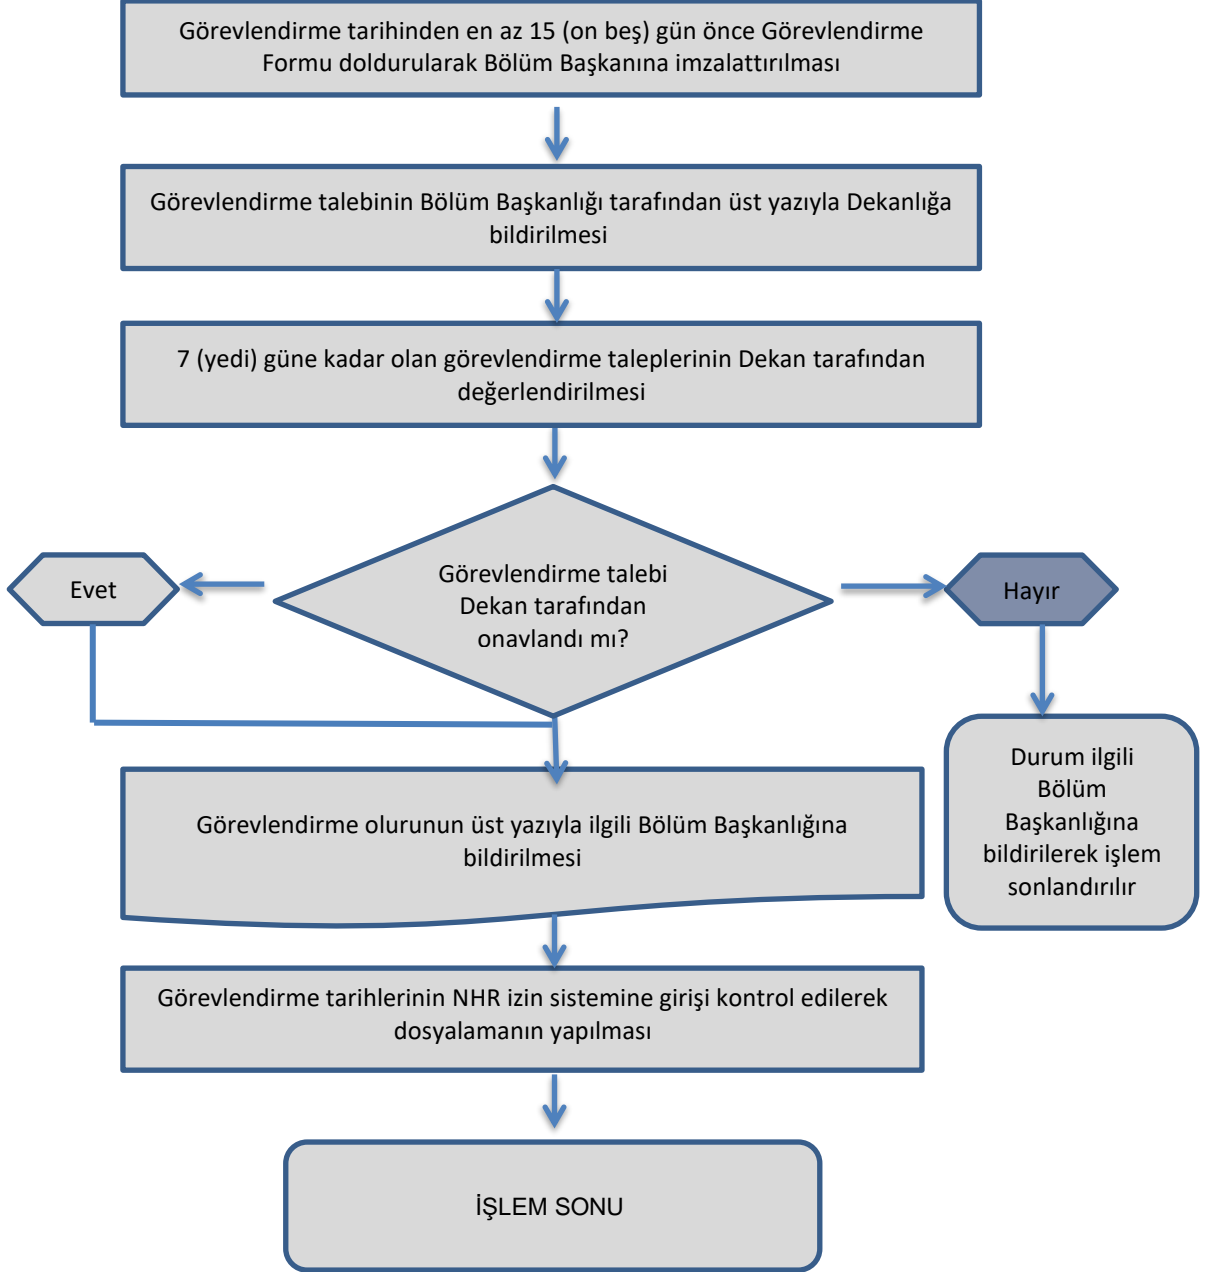 Görevlendirme tarihinden en az 15 (on beş) gün önce Görevlendirme
Formu doldurularak Bölüm Başkanına imzalattırılması
Görevlendirme talebinin Bölüm Başkanlığı tarafından üst yazıyla Dekanlığa
bildirilmesi
7 (yedi) güne kadar olan görevlendirme taleplerinin Dekan tarafından
değerlendirilmesi
Görevlendirme talebi
Dekan tarafından
onavlandı mı?
Evet
Hayır
Durum ilgili
Bölüm
Başkanlığına
bildirilerek işlem
sonlandırılır
Görevlendirme olurunun üst yazıyla ilgili Bölüm Başkanlığına
bildirilmesi
Görevlendirme tarihlerinin NHR izin sistemine girişi kontrol edilerek
dosyalamanın yapılması
İŞLEM SONU